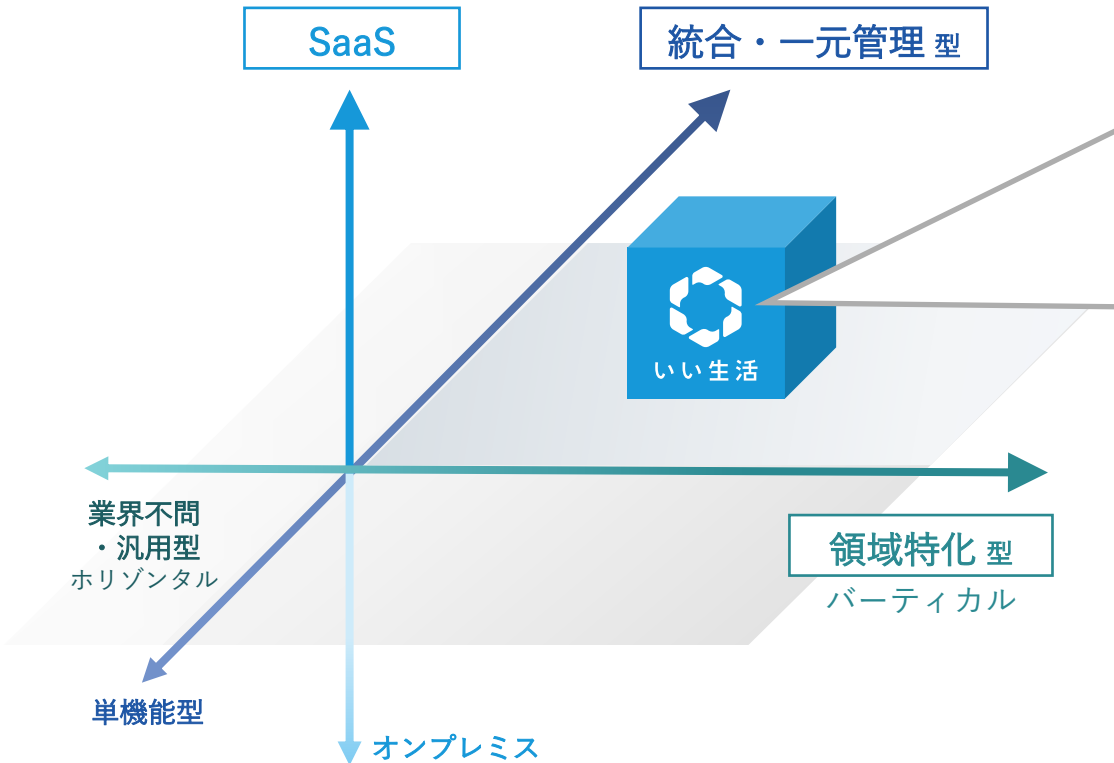 SaaS
統合・一元管理 型
いい生活
業界不問
・汎用型
ホリゾンタル
領域特化 型
バーティカル
単機能型
オンプレミス